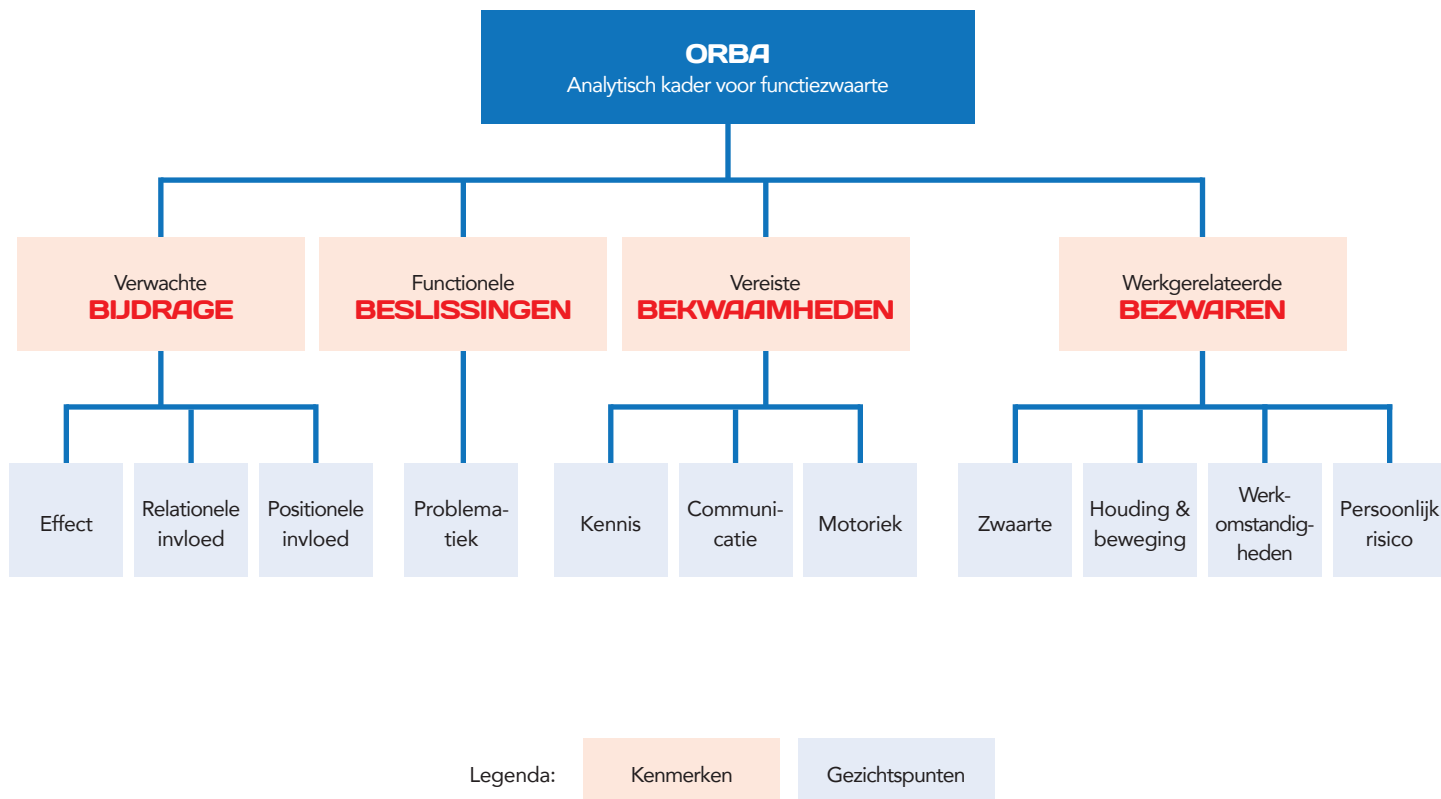 ORBA
Analytisch kader voor functiezwaarte
Verwachte
BIJDRAGE
Functionele
BESLISSINGEN
Vereiste
BEKWAAMHEDEN
Werkgerelateerde
BEZWAREN
Effect
Relationele
invloed
Positionele
invloed
Problema-
tiek
Kennis
Communi-
catie
Motoriek
Zwaarte
Houding &
beweging
Werk-
omstandig-
heden
Persoonlijk
risico
Legenda:
Kenmerken
Gezichtspunten